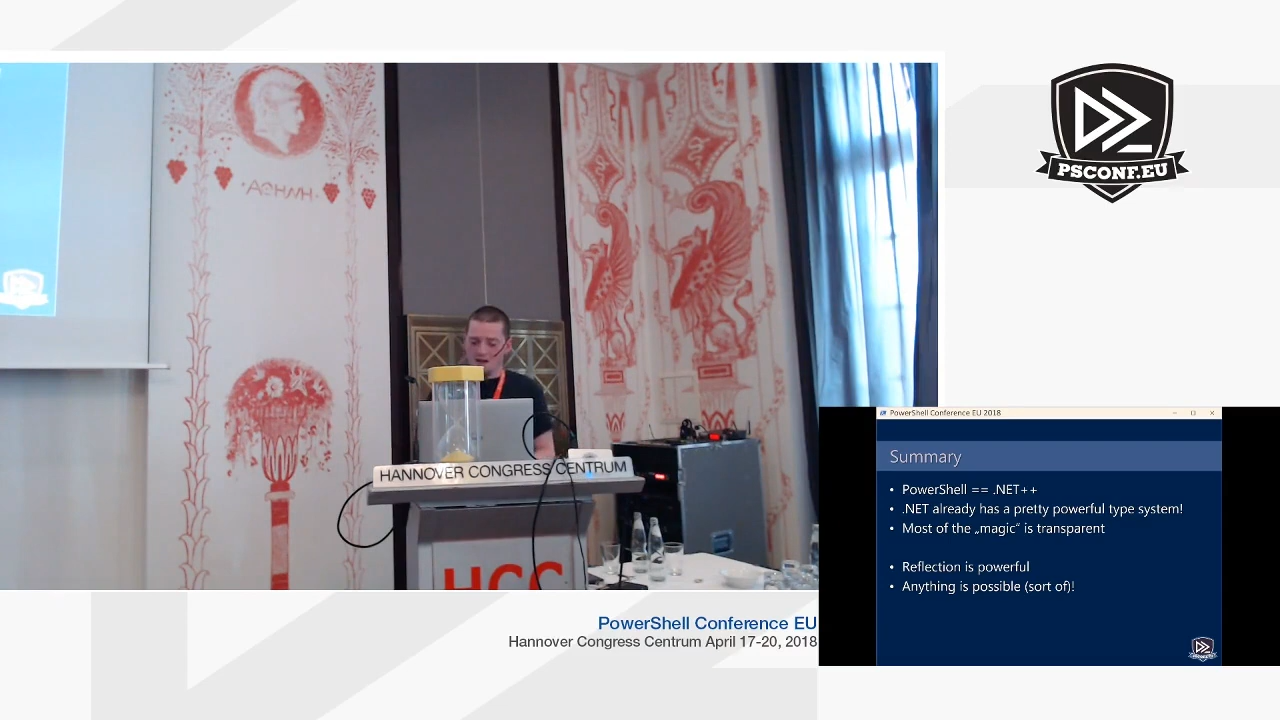 PSCONF.EU
ΑΘΗΝΗ
HANNOVER CONGRESS CENTRUM
HCC
PowerShell Conference EU
Hannover Congress Centrum April 17-20, 2018
PowerShell Conference EU 2018
Summary
• PowerShell == .NET++
• .NET already has a pretty powerful type system!
• Most of the „magic“ is transparent
• Reflection is powerful
• Anything is possible (sort of)!